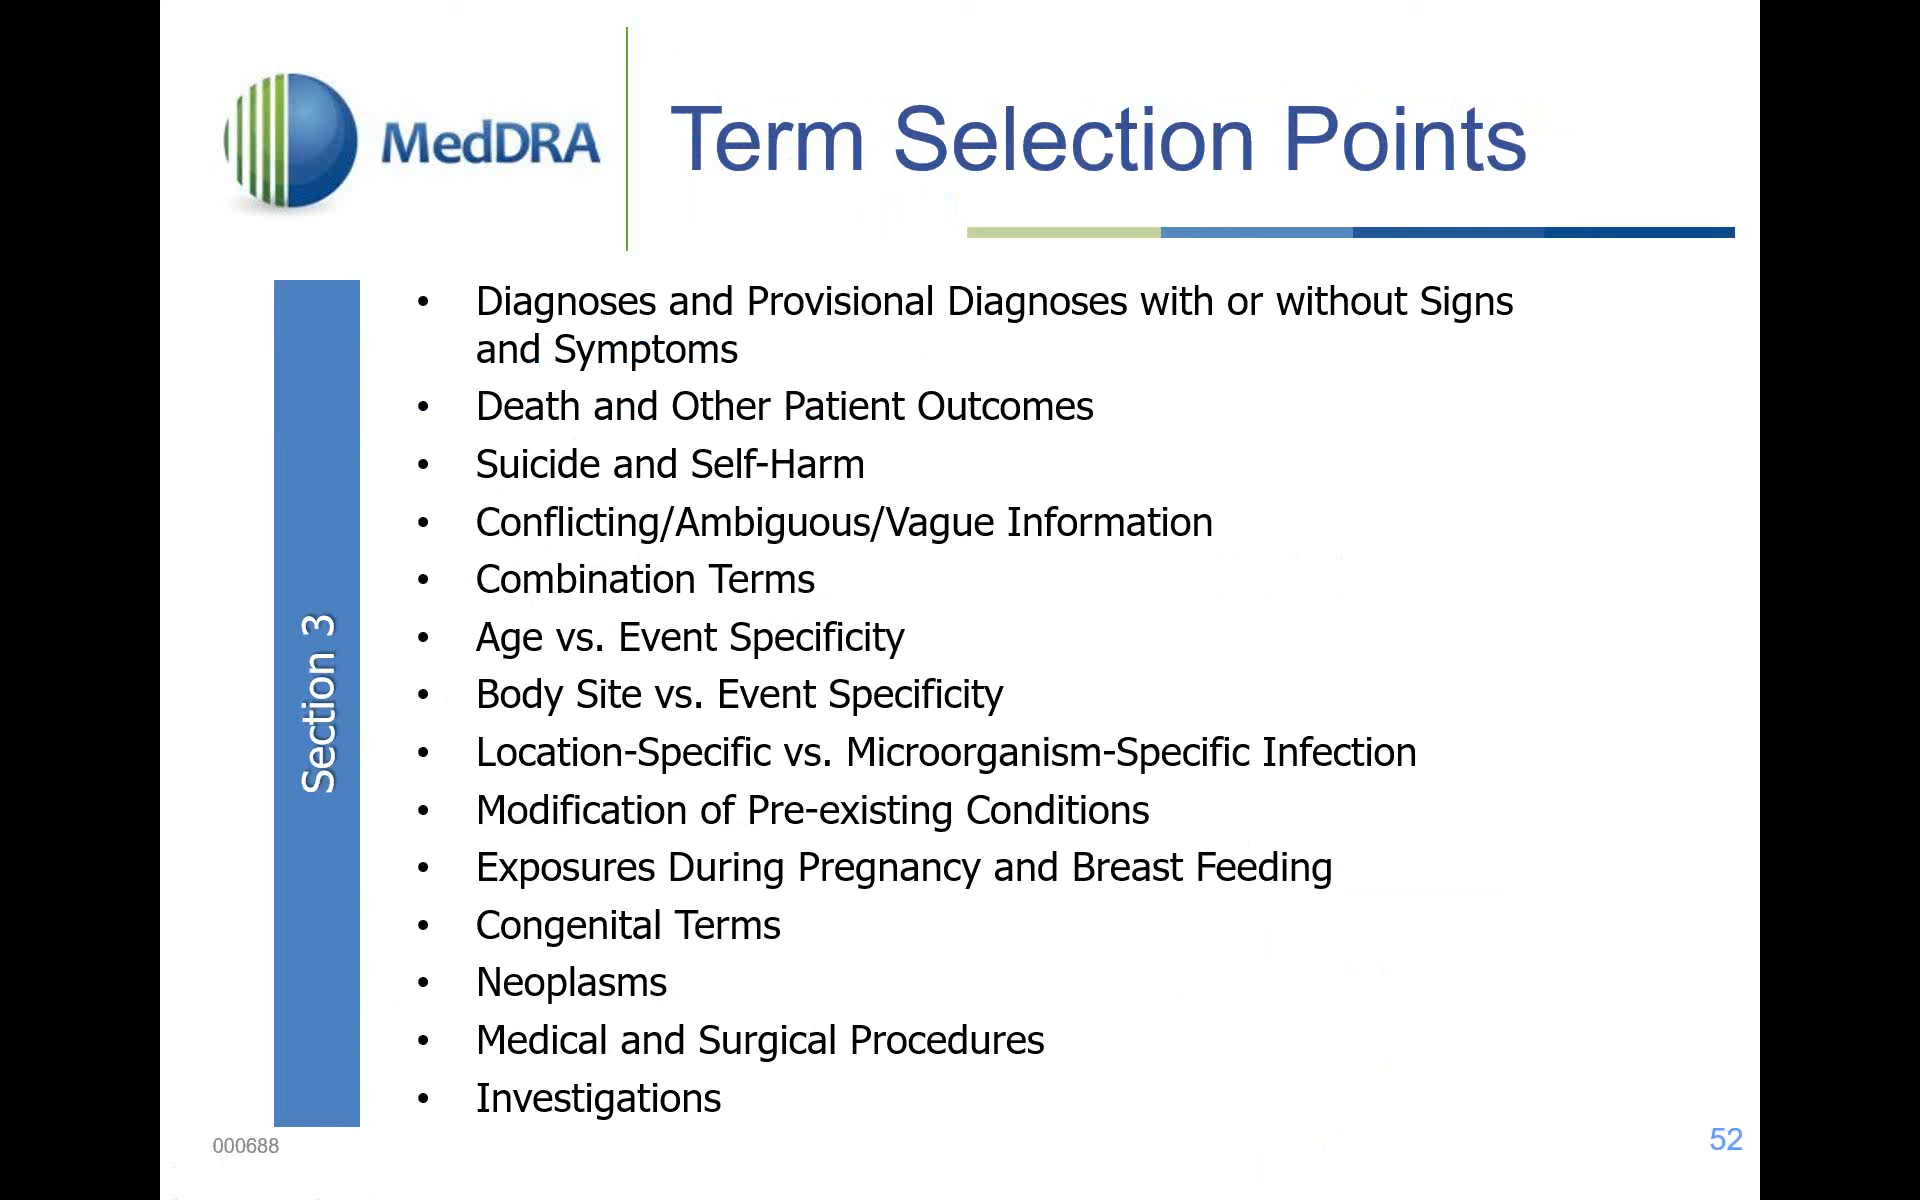 MedDRA
Term Selection Points
Section 3
• Diagnoses and Provisional Diagnoses with or without Signs
and Symptoms
• Death and Other Patient Outcomes
• Suicide and Self-Harm
• Conflicting/Ambiguous/Vague Information
• Combination Terms
• Age vs. Event Specificity
• Body Site vs. Event Specificity
• Location-Specific vs. Microorganism-Specific Infection
• Modification of Pre-existing Conditions
• Exposures During Pregnancy and Breast Feeding
• Congenital Terms
• Neoplasms
• Medical and Surgical Procedures
• Investigations
000688
52